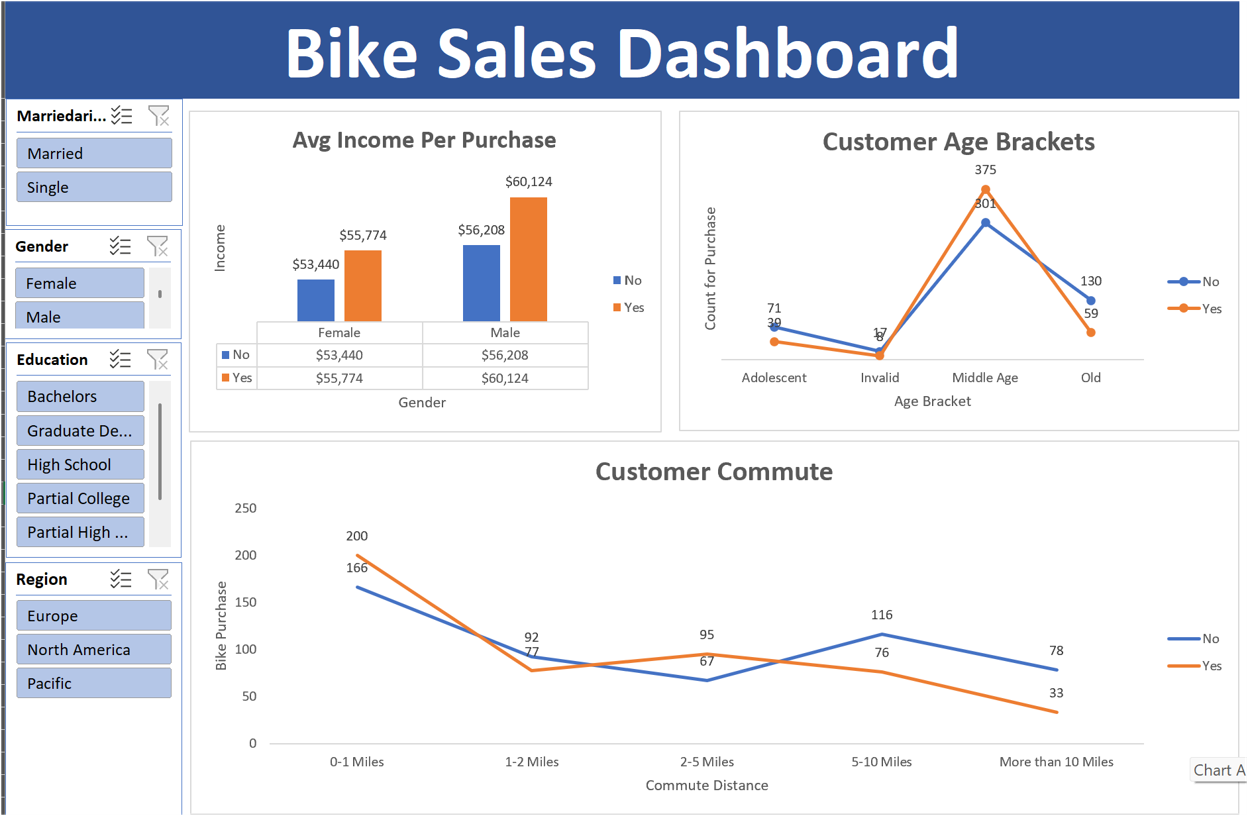 Bike Sales Dashboard
Marriedari...
Married
Single
Gender
Female
Male
Education
Bachelors
Graduate De...
High School
Partial College
Partial High ...
Region
Europe
North America
Pacific
Avg Income Per Purchase
Income
$53,440
$55,774
$56,208
$60,124
No
Yes
Female Male
No $53,440 $56,208
Yes $55,774 $60,124
Gender
Customer Age Brackets
Count for Purchase
375
301
130
59
71
39
17
8
No
Yes
Adolescent Invalid Middle Age Old
Age Bracket
Customer Commute
Bike Purchase
250
200
150
100
50
0
200
166
92
77
95
67
116
76
78
33
No
Yes
0-1 Miles 1-2 Miles 2-5 Miles 5-10 Miles More than 10 Miles
Commute Distance
Chart A